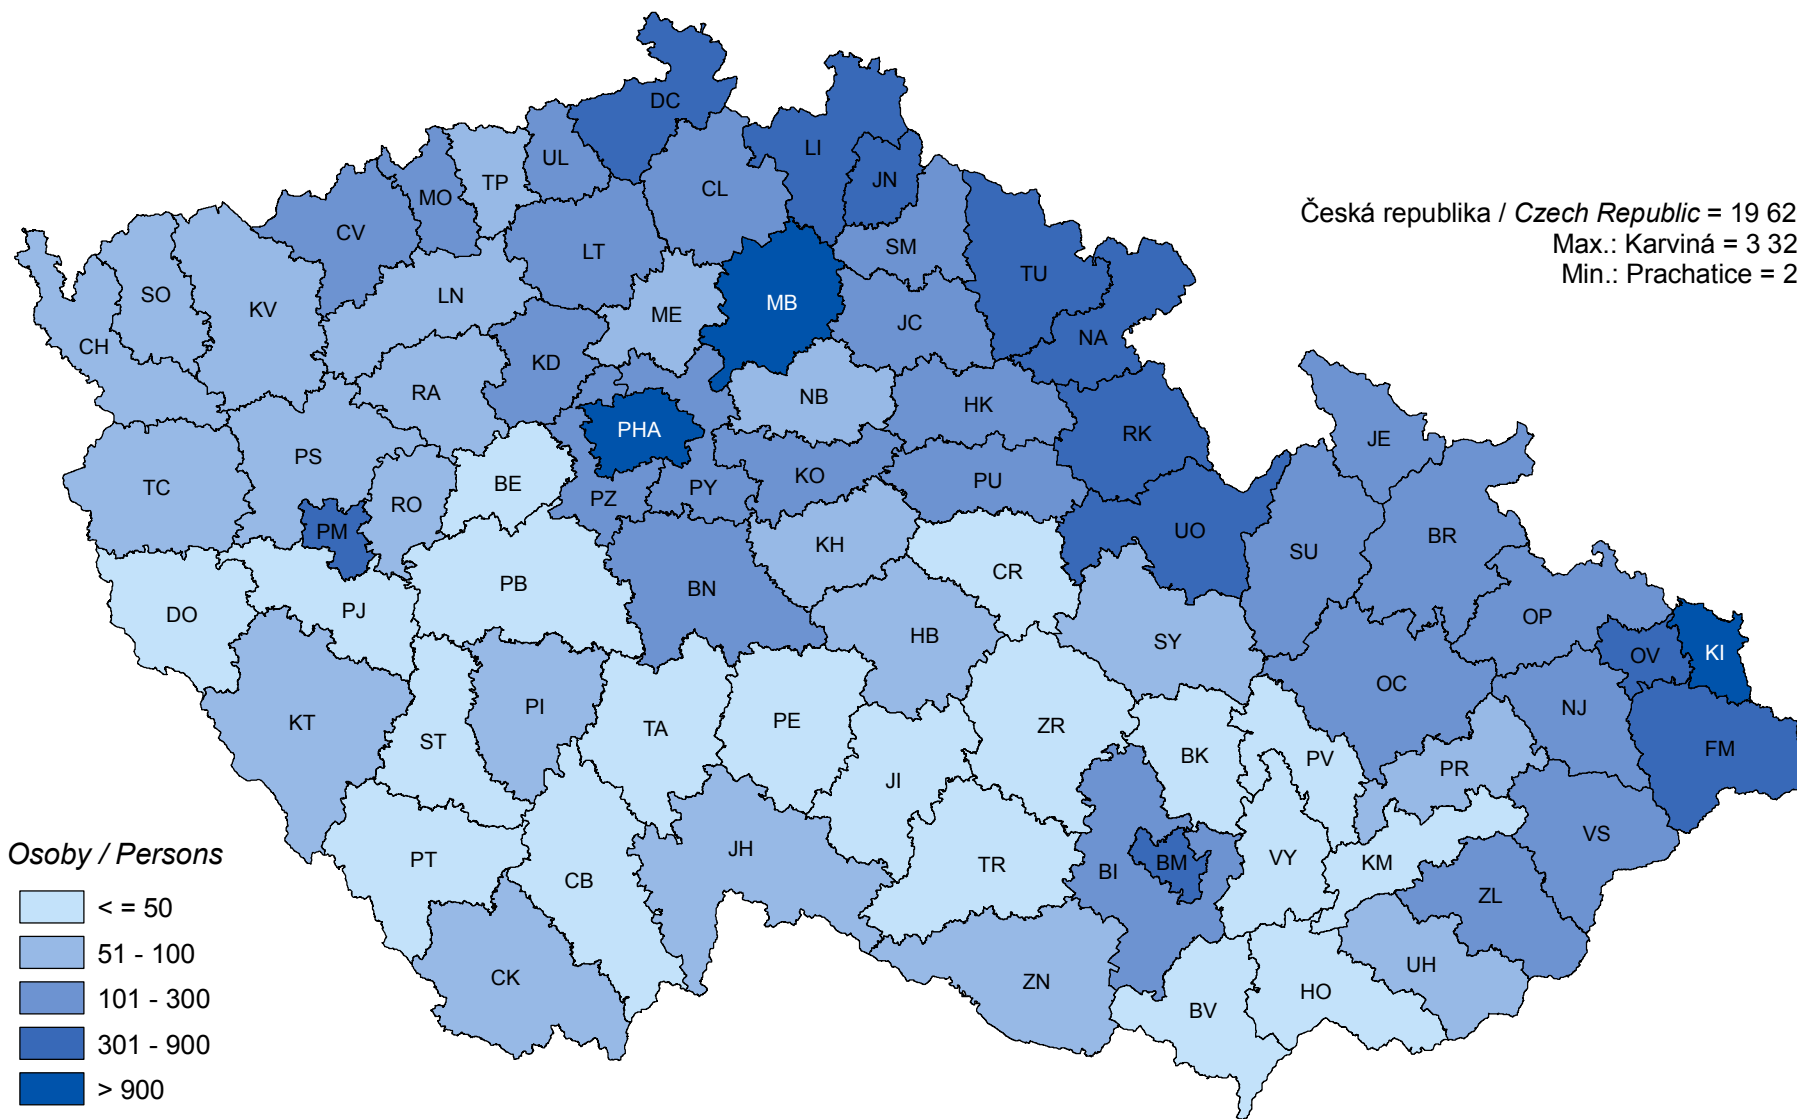 DC
LI
UL
JN
TP
CL
MO
CV
LT
SM
Česká republika / Czech Republic = 19 62
Max.: Karviná = 3 32
Min.: Prachatice = 2
TU
SO
LN
KV
MB
ME
JC
NA
CH
KD
RA
NB
HK
PHA
RK
JE
PS
TC
BE
RO
PZ
PY
KO
PU
PM
KH
UO
SU
BR
CR
PB
BN
DO
PJ
HB
SY
OP
OV
KI
OC
PI
KT
ST
TA
PE
ZR
NJ
BK
PV
PR
FM
JI
VS
Osoby / Persons
PT
CB
JH
TR
BI
BM
VY
KM
ZL
< = 50
51 - 100
101 - 300
301 - 900
> 900
CK
ZN
UH
HO
BV